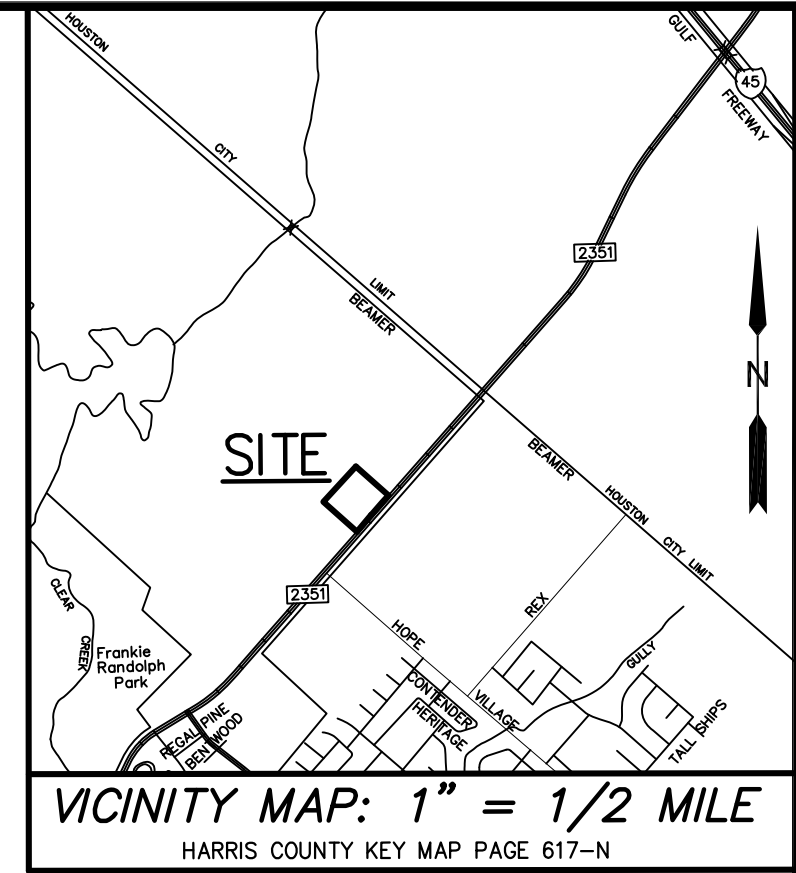 HOUSTON
GULF
45
FREEWAY
CITY
2351
LIMIT
BEAMER
N
SITE
BEAMER
HOUSTON
CITY LIMIT
2351
CLEAR
CREEK
REX
HOPE
Frankie
Randolph
Park
GULLY
CONTENDER
VILLAGE
HERITAGE
REGAL PINE
BENTWOOD
TALL SHIPS
VICINITY MAP: 1" = 1/2 MILE
HARRIS COUNTY KEY MAP PAGE 617-N